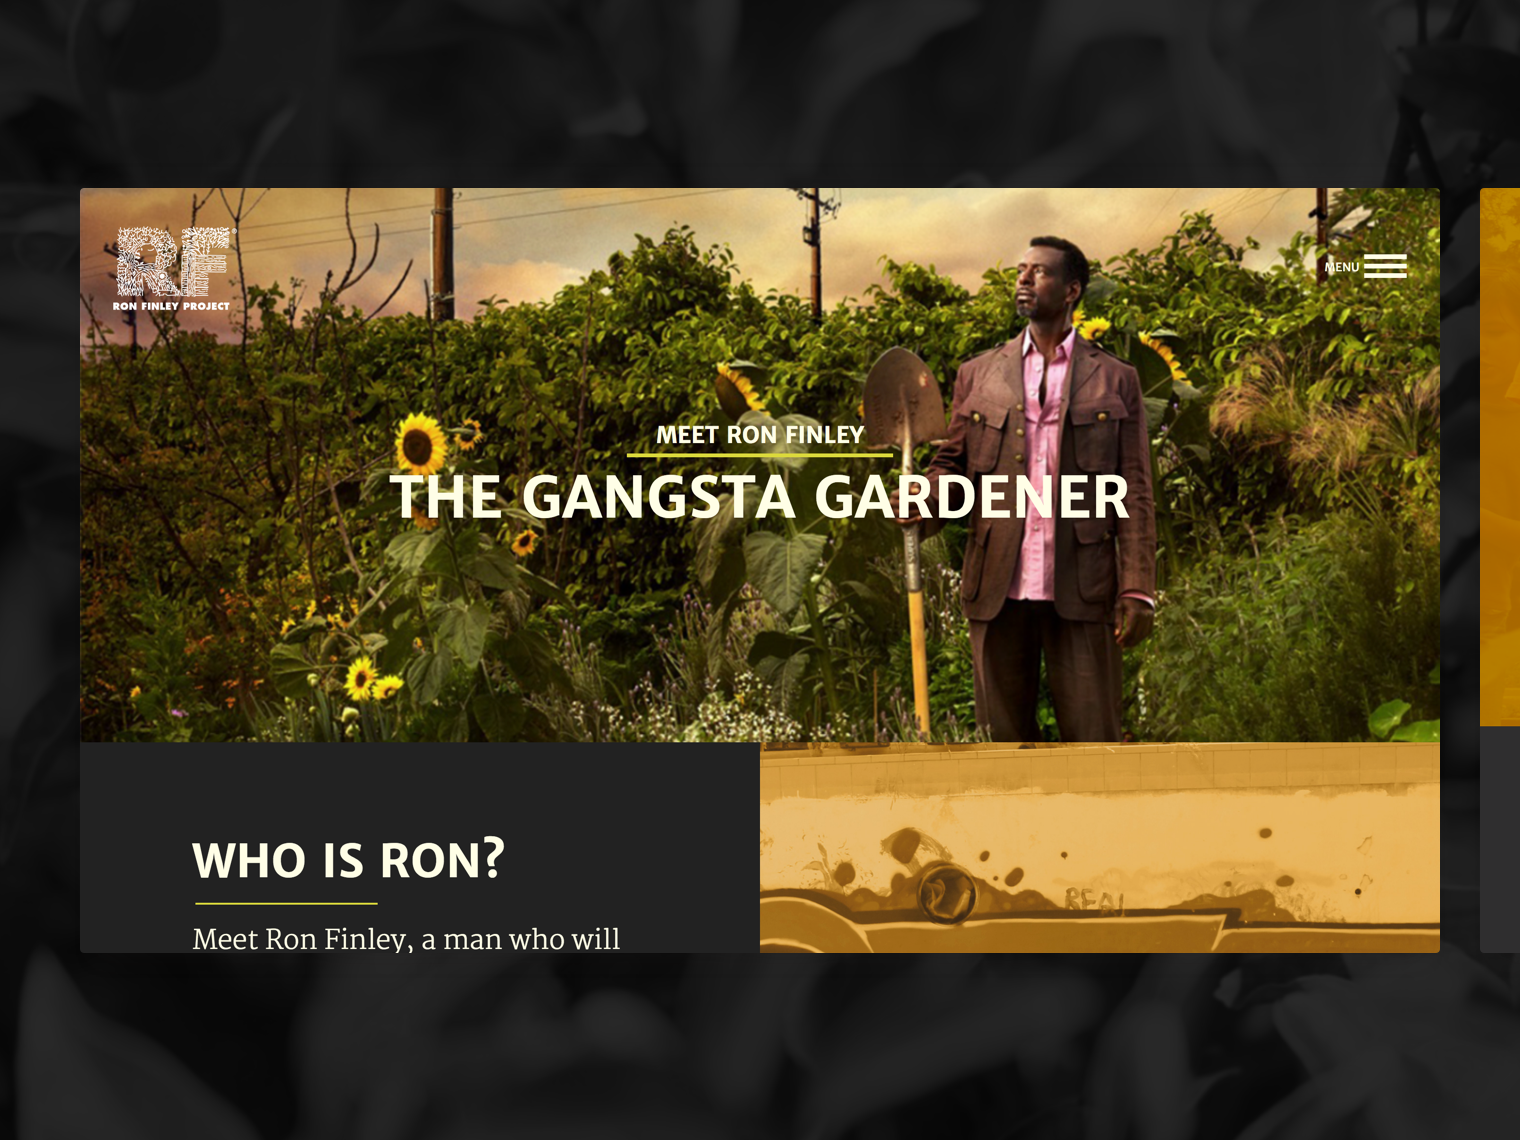 RF
RON FINLEY PROJECT
MENU
MEET RON FINLEY
THE GANGSTA GARDENER
WHO IS RON?
Meet Ron Finley, a man who will
REAL